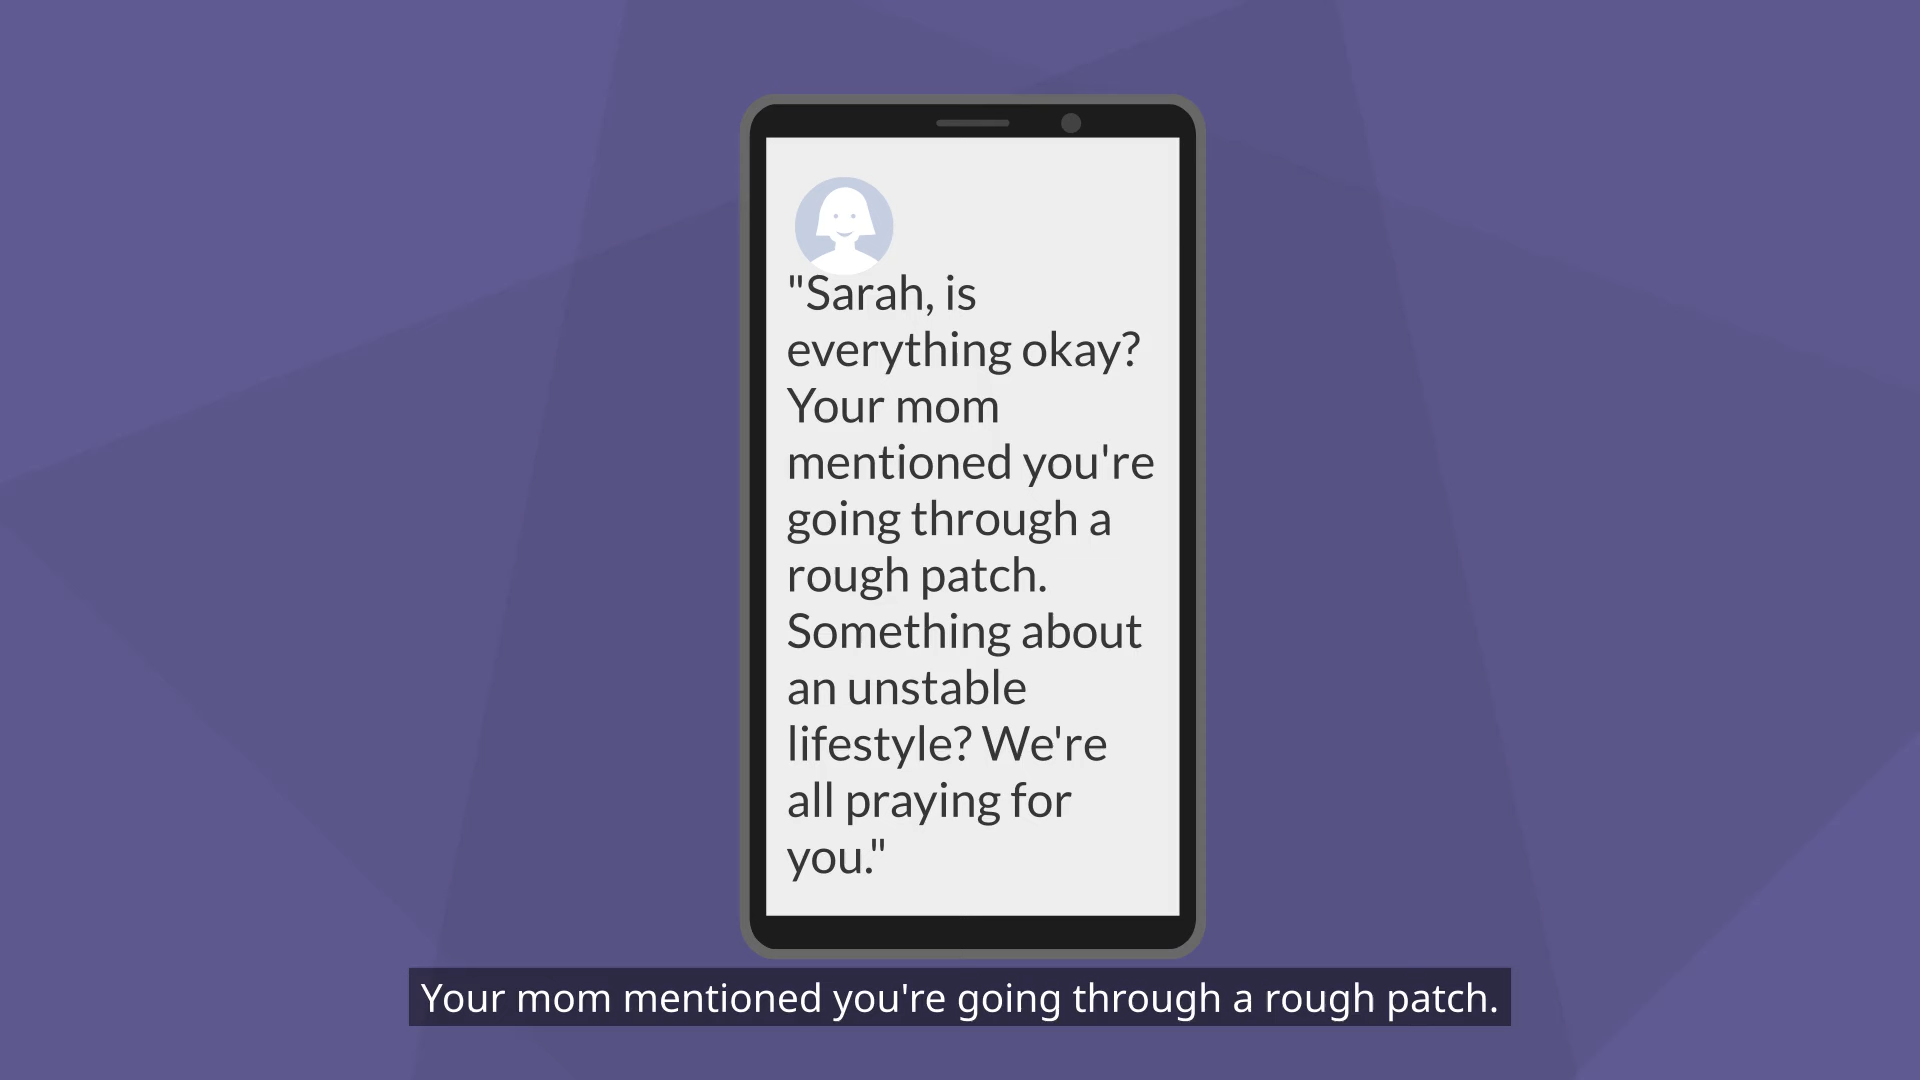 "Sarah, is
everything okay?
Your mom
mentioned you're
going through a
rough patch.
Something about
an unstable
lifestyle? We're
all praying for
you."
Your mom mentioned you're going through a rough patch.